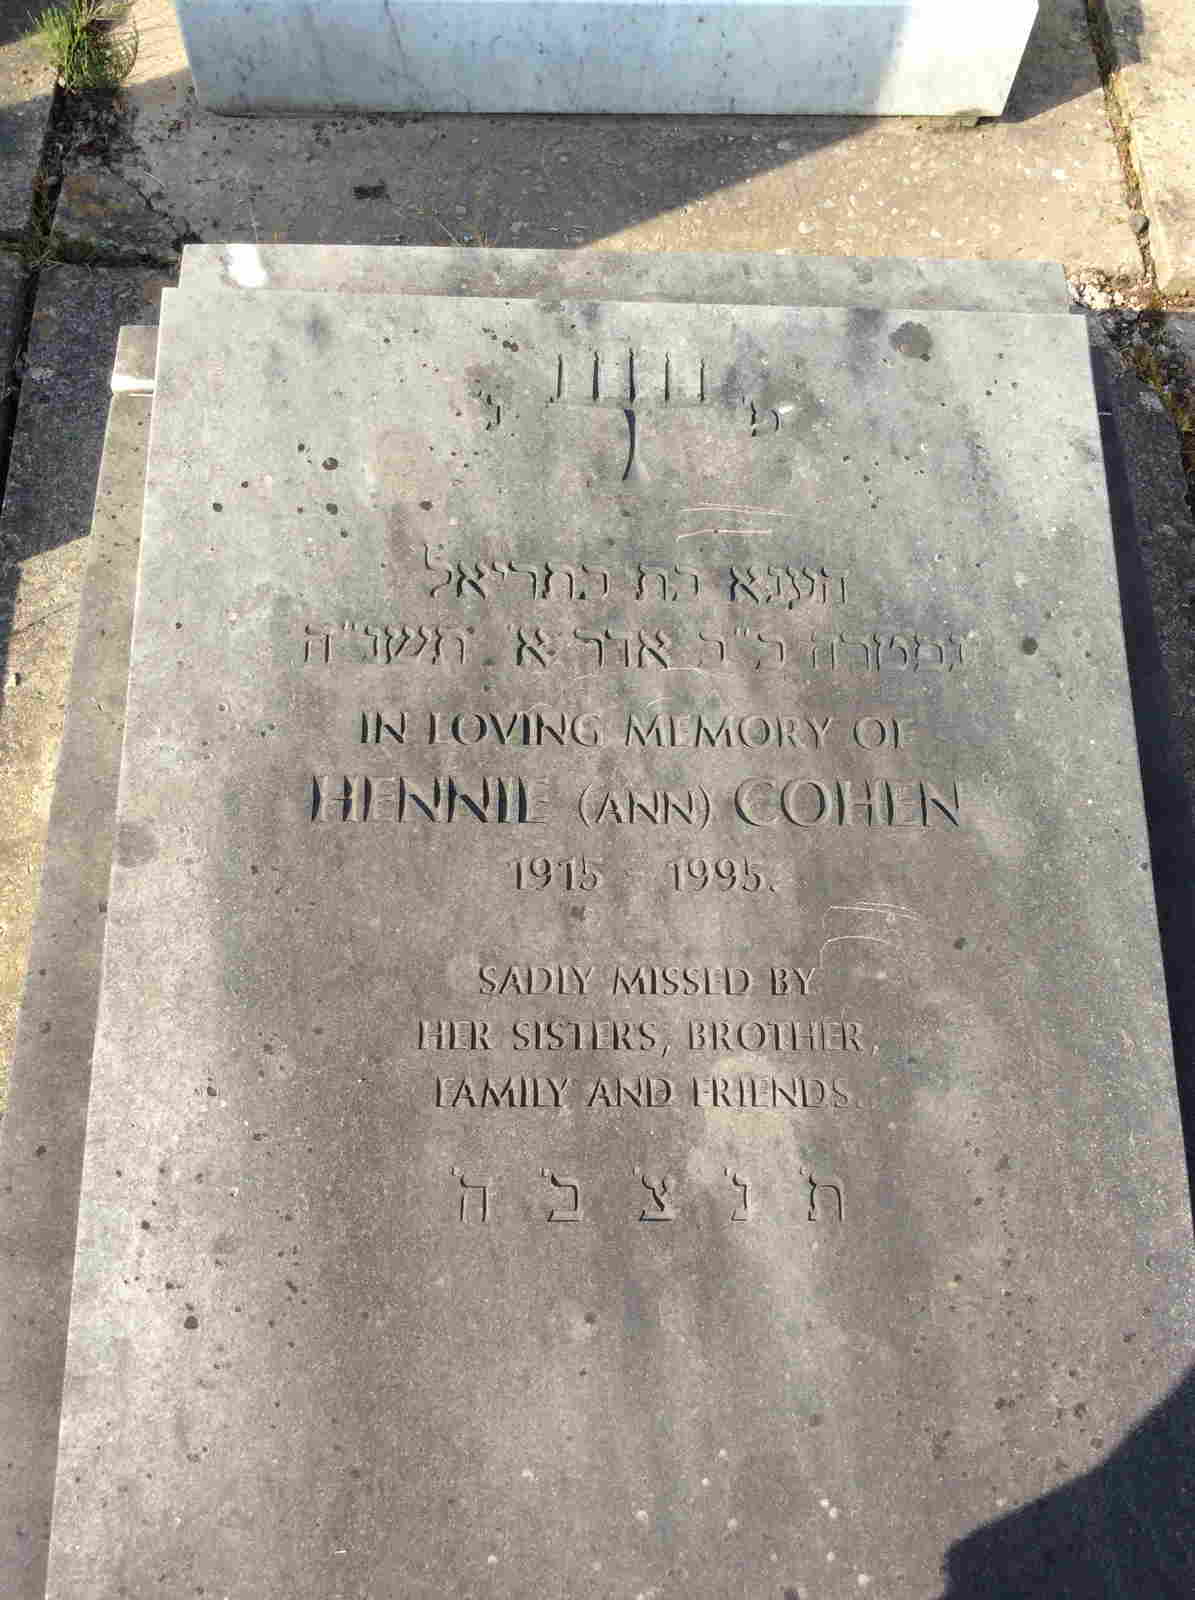 פ' נ'
הענא בת כתריאל
נפטרה כ"ב אדר א' תשנ"ה
IN LOVING MEMORY OF
HENNIE (ANN) COHEN
1915 1995.
SADLY MISSED BY
HER SISTERS, BROTHER,
FAMILY AND FRIENDS.
ת נ צ ב ה